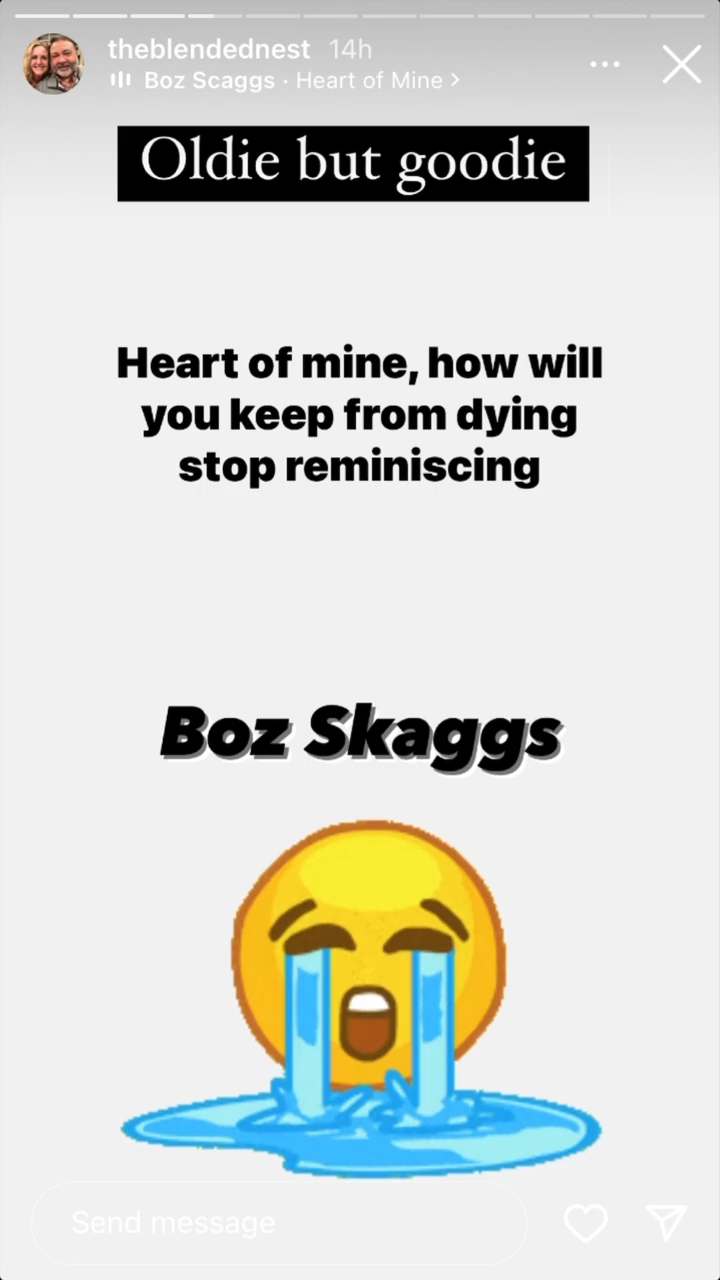 theblendednest 14h
Boz Scaggs · Heart of Mine >
Oldie but goodie
Heart of mine, how will
you keep from dying
stop reminiscing
Boz Skaggs
Send message